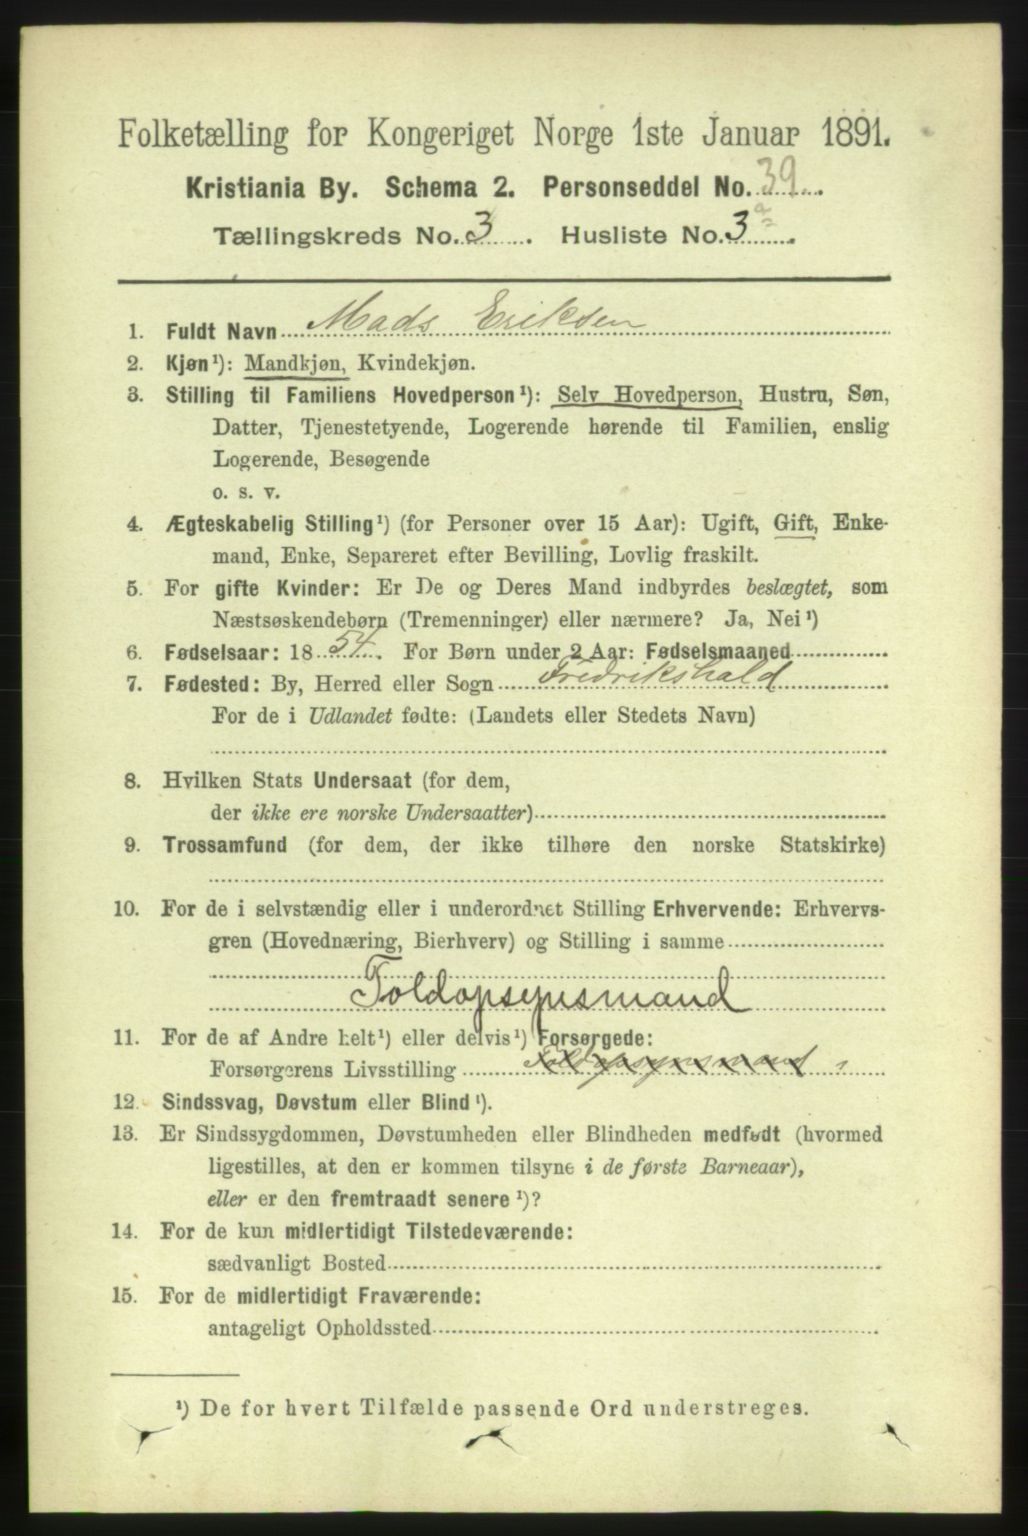 Folketælling for Kongeriget Norge 1ste Januar 1891.
Kristiania By. Schema 2. Personseddel No. 39
Tællingskreds No. 3. Husliste No. 3 a
1. Fuldt Navn Mads Eriksen
2. Kjøn¹): Mandkjøn, Kvindekjøn.
3. Stilling til Familiens Hovedperson¹): Selv Hovedperson, Hustru, Søn,
Datter, Tjenestetyende, Logerende hørende til Familien, enslig
Logerende, Besøgende
o. s. v.
4. Ægteskabelig Stilling¹) (for Personer over 15 Aar): Ugift, Gift, Enke-
mand, Enke, Separeret efter Bevilling, Lovlig fraskilt.
5. For gifte Kvinder: Er De og Deres Mand indbyrdes beslægtet, som
Næstsøskendebørn (Tremenninger) eller nærmere? Ja, Nei¹)
6. Fødselsaar: 1854. For Børn under 2 Aar: Fødselsmaaned
7. Fødested: By, Herred eller Sogn Fredrikshald
For de i Udlandet fødte: (Landets eller Stedets Navn)
8. Hvilken Stats Undersaat (for dem,
der ikke ere norske Undersaatter)
9. Trossamfund (for dem, der ikke tilhøre den norske Statskirke)
10. For de i selvstændig eller i underordnet Stilling Erhvervende: Erhvervs-
gren (Hovednæring, Bierhverv) og Stilling i samme
Toldopsynsmand
11. For de af Andre helt¹) eller delvis¹) Forsørgede:
Forsørgerens Livsstilling Toldopsynsmand
12. Sindssvag, Døvstum eller Blind¹).
13. Er Sindssygdommen, Døvstumheden eller Blindheden medfødt (hvormed
ligestilles, at den er kommen tilsyne i de første Barneaar),
eller er den fremtraadt senere¹)?
14. For de kun midlertidigt Tilstedeværende:
sædvanligt Bosted
15. For de midlertidigt Fraværende:
antageligt Opholdssted
¹) De for hvert Tilfælde passende Ord understreges.